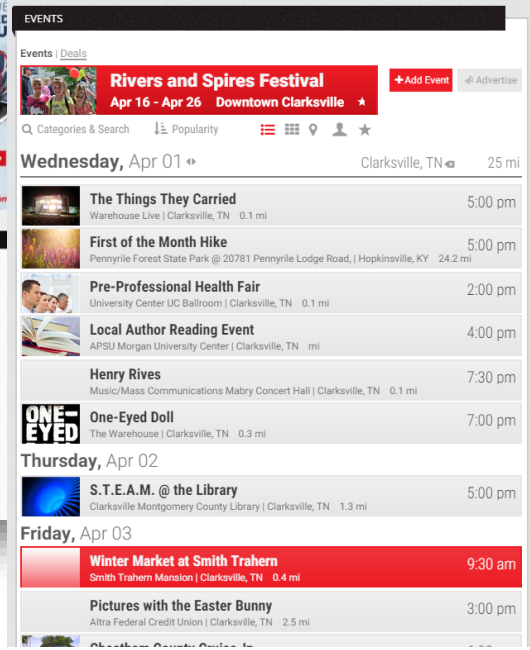 EVENTS
Events | Deals
Rivers and Spires Festival
Apr 16 - Apr 26 Downtown Clarksville
+Add Event
Advertise
Categories & Search
Popularity
Wednesday, Apr 01
Clarksville, TN
25 mi
The Things They Carried
5:00 pm
Warehouse Live | Clarksville, TN 0.1 mi
First of the Month Hike
5:00 pm
Pennyrile Forest State Park @ 20781 Pennyrile Lodge Road, | Hopkinsville, KY 24.2 mi
Pre-Professional Health Fair
2:00 pm
University Center UC Ballroom | Clarksville, TN 0.1 mi
Local Author Reading Event
4:00 pm
APSU Morgan University Center | Clarksville, TN mi
Henry Rives
7:30 pm
Music/Mass Communications Mabry Concert Hall | Clarksville, TN 0.1 mi
ONE-
EYED
One-Eyed Doll
7:00 pm
The Warehouse | Clarksville, TN 0.3 mi
Thursday, Apr 02
S.T.E.A.M. @ the Library
5:00 pm
Clarksville Montgomery County Library | Clarksville, TN 1.3 mi
Friday, Apr 03
Winter Market at Smith Trahern
9:30 am
Smith Trahern Mansion | Clarksville, TN 0.4 mi
Pictures with the Easter Bunny
3:00 pm
Altra Federal Credit Union | Clarksville, TN 2.5 mi
Cheatham County Cruise-In